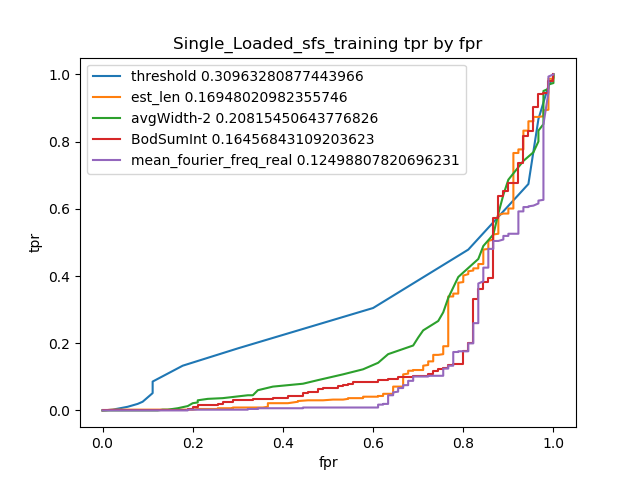 Single_Loaded_sfs_training tpr by fpr
threshold 0.30963280877443966
est_len 0.16948020982355746
avgWidth-2 0.20815450643776826
BodSumInt 0.16456843109203623
mean_fourier_freq_real 0.12498807820696231
1.0
0.8
0.6
0.4
0.2
0.0
tpr
0.0 0.2 0.4 0.6 0.8 1.0
fpr